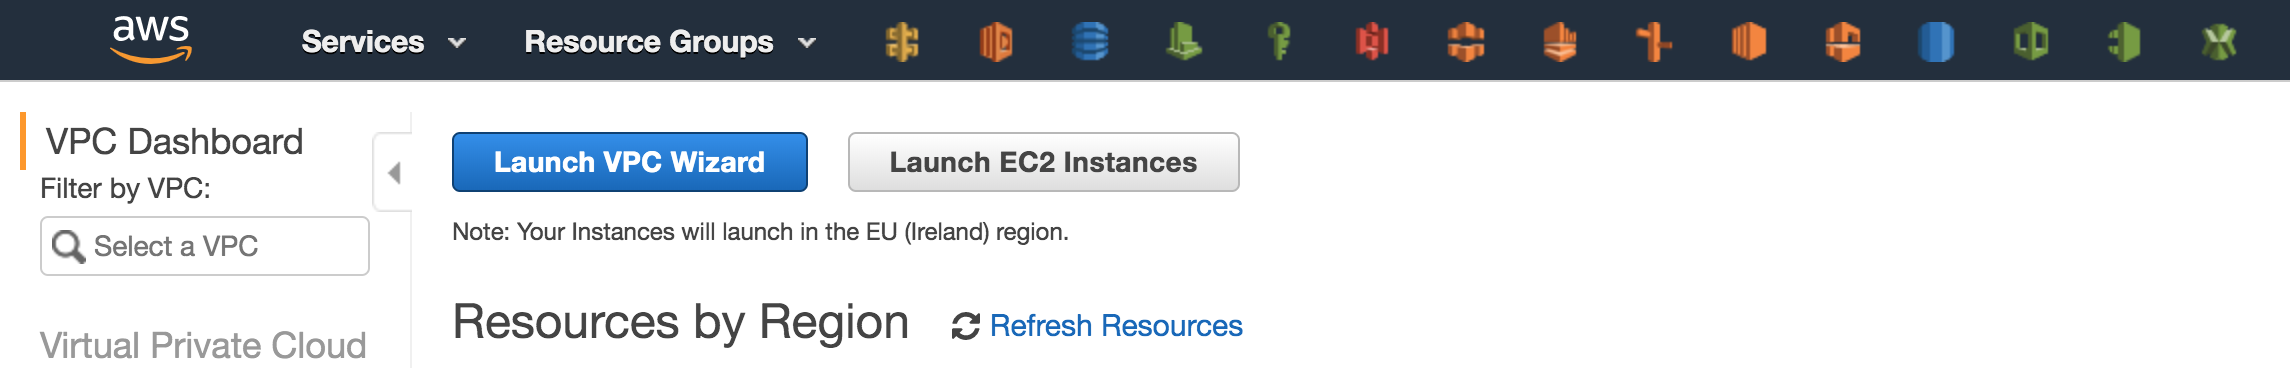 aws Services Resource Groups
VPC Dashboard
Filter by VPC:
Select a VPC
Virtual Private Cloud
Launch VPC Wizard Launch EC2 Instances
Note: Your Instances will launch in the EU (Ireland) region.
Resources by Region Refresh Resources